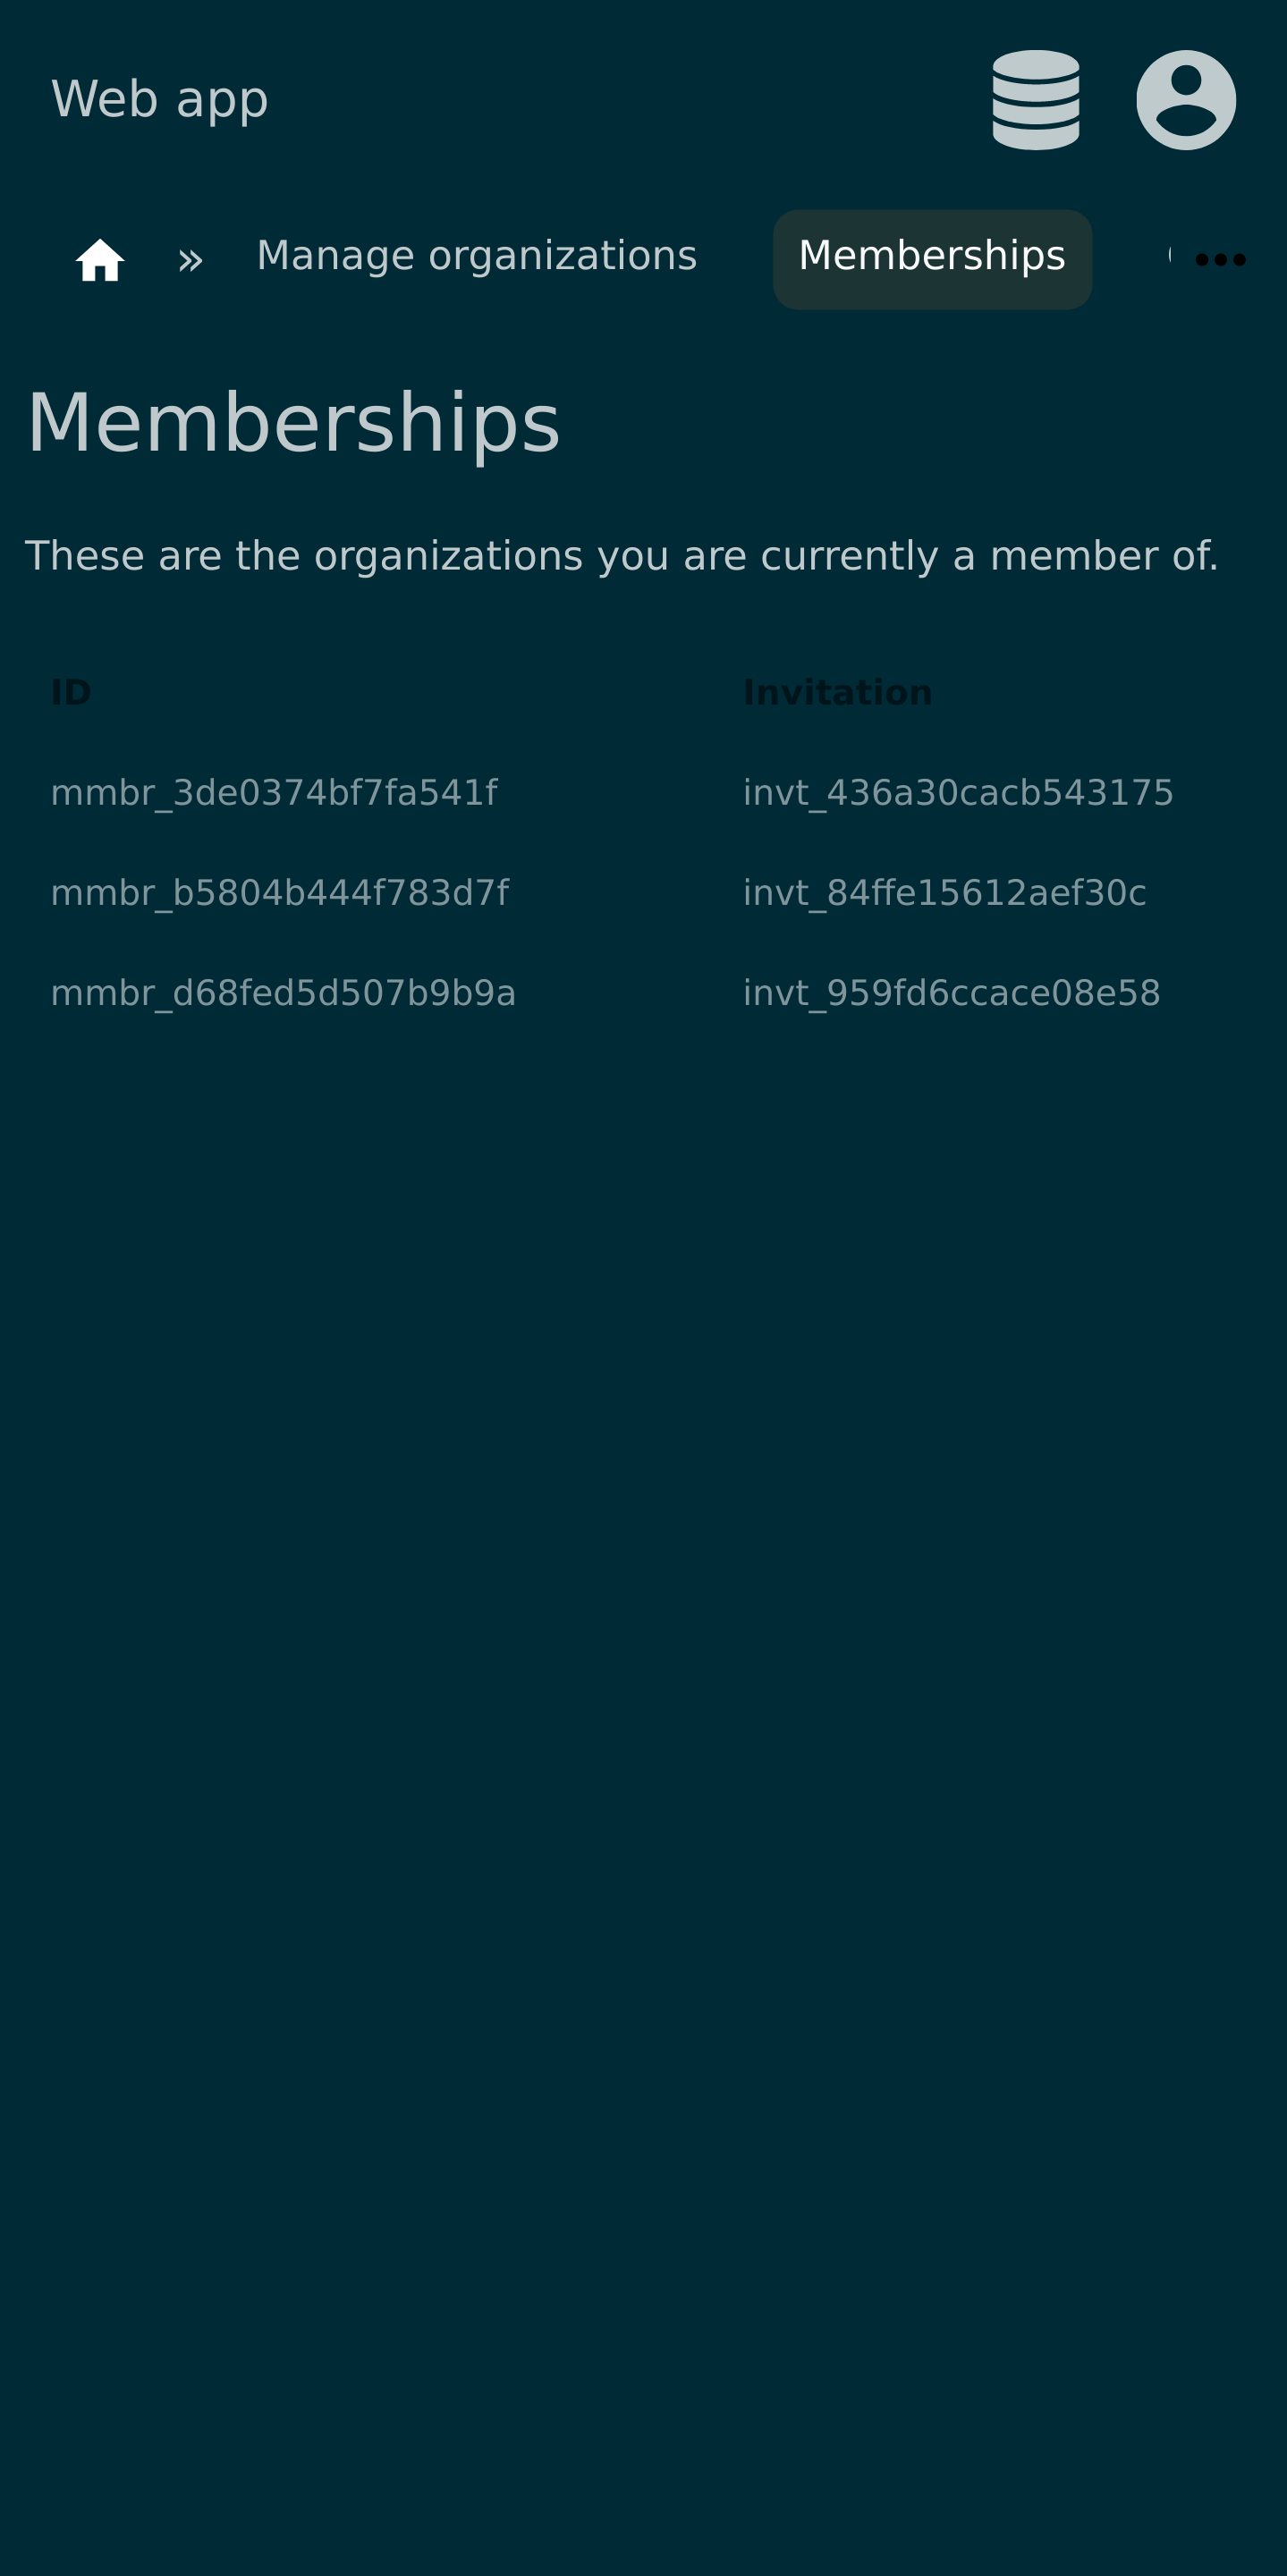 Web app
» Manage organizations Memberships •••
Memberships
These are the organizations you are currently a member of.
ID Invitation
mmbr_3de0374bf7fa541f invt_436a30cacb543175
mmbr_b5804b444f783d7f invt_84ffe15612aef30c
mmbr_d68fed5d507b9b9a invt_959fd6ccace08e58